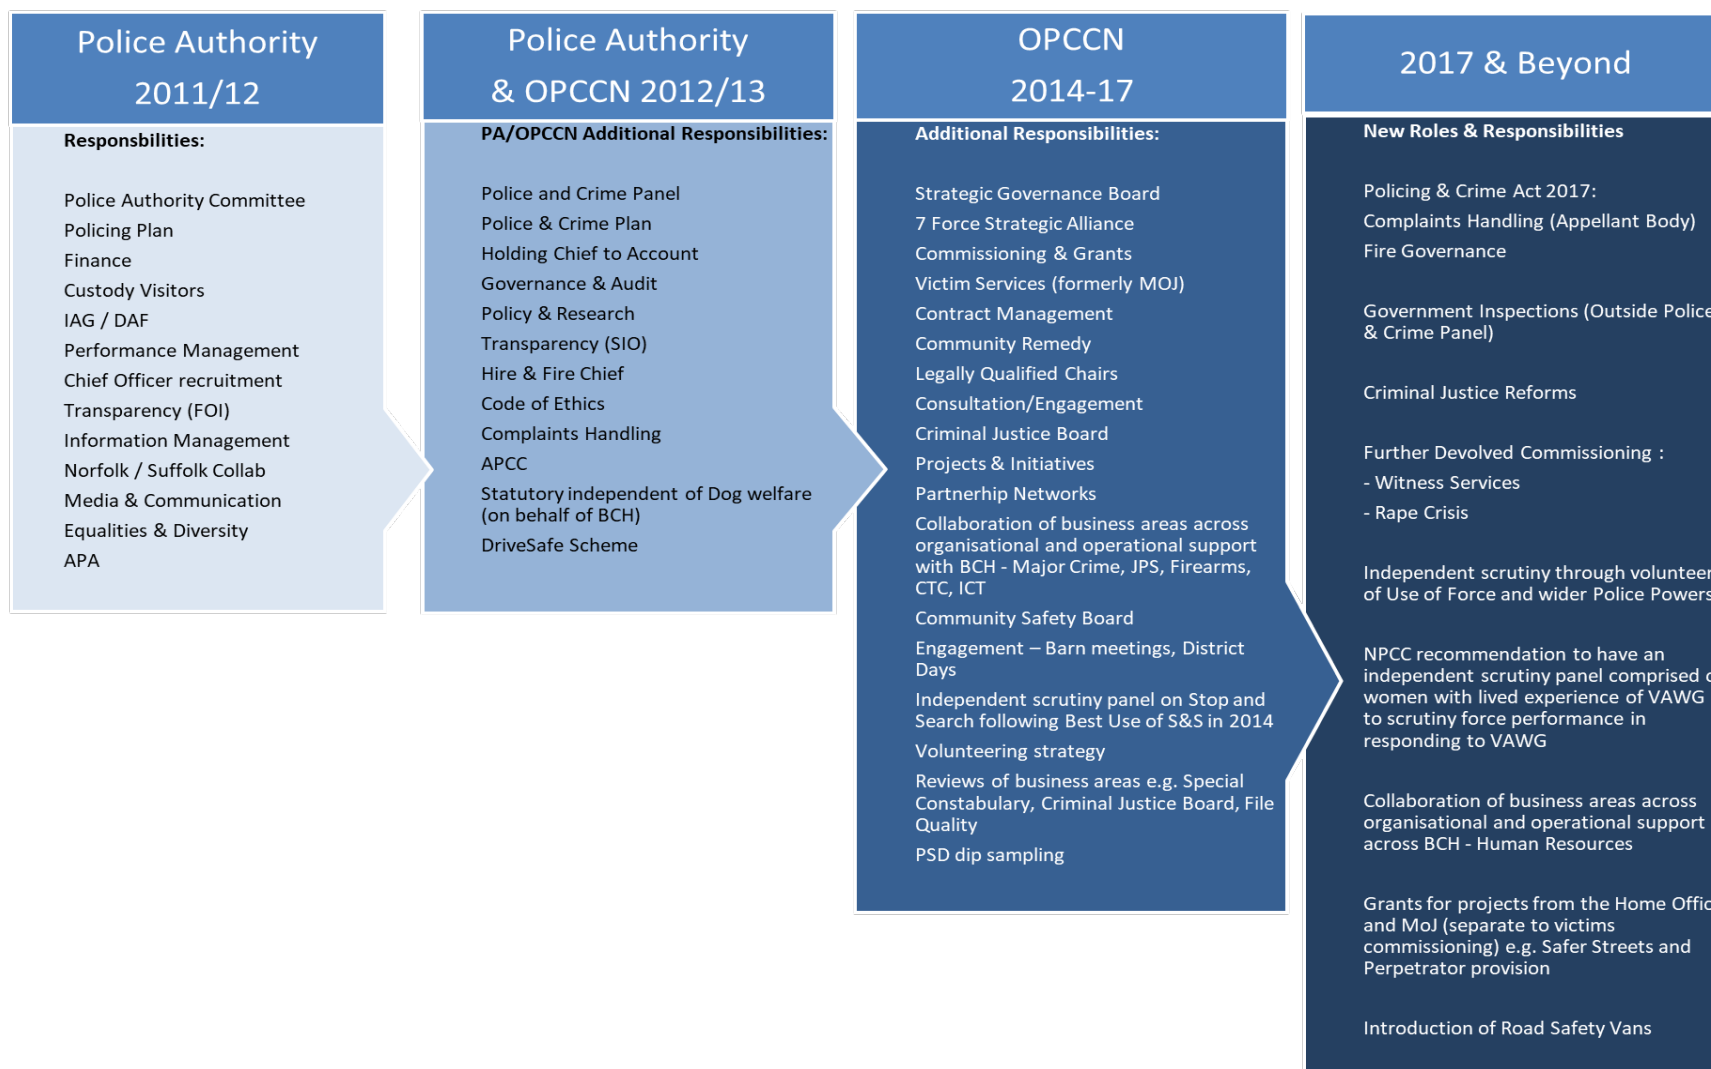 Police Authority
2011/12
Responsbilities:
Police Authority Committee
Policing Plan
Finance
Custody Visitors
IAG / DAF
Performance Management
Chief Officer recruitment
Transparency (FOI)
Information Management
Norfolk / Suffolk Collab
Media & Communication
Equalities & Diversity
APA
Police Authority
& OPCCN 2012/13
PA/OPCCN Additional Responsibilities:
Police and Crime Panel
Police & Crime Plan
Holding Chief to Account
Governance & Audit
Policy & Research
Transparency (SIO)
Hire & Fire Chief
Code of Ethics
Complaints Handling
APCC
Statutory independent of Dog welfare
(on behalf of BCH)
DriveSafe Scheme
OPCCN
2014-17
Additional Responsibilities:
Strategic Governance Board
7 Force Strategic Alliance
Commissioning & Grants
Victim Services (formerly MOJ)
Contract Management
Community Remedy
Legally Qualified Chairs
Consultation/Engagement
Criminal Justice Board
Projects & Initiatives
Partnerhip Networks
Collaboration of business areas across
organisational and operational support
with BCH - Major Crime, JPS, Firearms,
CTC, ICT
Community Safety Board
Engagement – Barn meetings, District
Days
Independent scrutiny panel on Stop and
Search following Best Use of S&S in 2014
Volunteering strategy
Reviews of business areas e.g. Special
Constabulary, Criminal Justice Board, File
Quality
PSD dip sampling
2017 & Beyond
New Roles & Responsibilities
Policing & Crime Act 2017:
Complaints Handling (Appellant Body)
Fire Governance
Government Inspections (Outside Police
& Crime Panel)
Criminal Justice Reforms
Further Devolved Commissioning :
- Witness Services
- Rape Crisis
Independent scrutiny through volunteer
of Use of Force and wider Police Powers
NPCC recommendation to have an
independent scrutiny panel comprised
women with lived experience of VAWG
to scrutiny force performance in
responding to VAWG
Collaboration of business areas across
organisational and operational support
across BCH - Human Resources
Grants for projects from the Home Offic
and MoJ (separate to victims
commissioning) e.g. Safer Streets and
Perpetrator provision
Introduction of Road Safety Vans